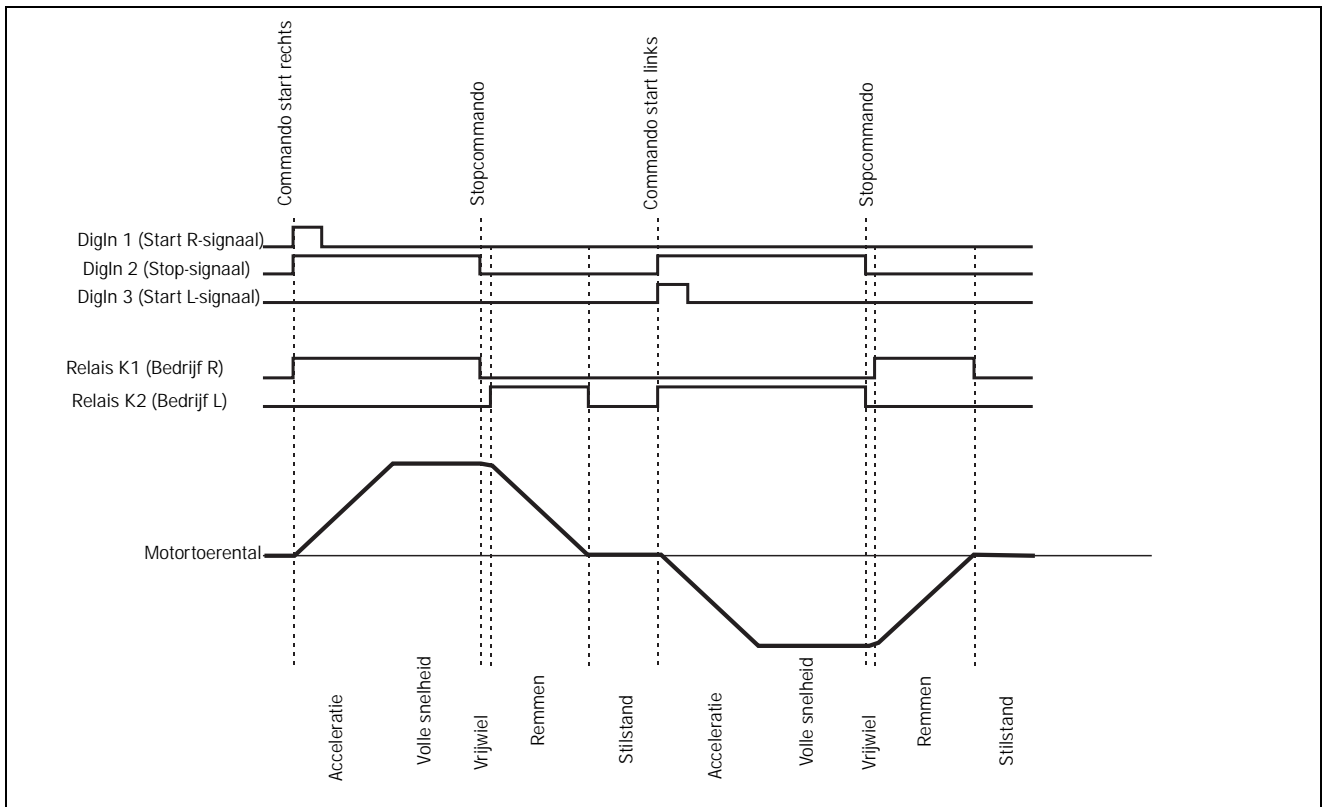 Commando start rechts
Stopcommando
Commando start links
Stopcommando
DigIn 1 (Start R-signaal)
DigIn 2 (Stop-signaal)
DigIn 3 (Start L-signaal)
Relais K1 (Bedrijf R)
Relais K2 (Bedrijf L)
Motortoerental
Acceleratie
Volle snelheid
Vrijwiel
Remmen
Stilstand
Acceleratie
Volle snelheid
Vrijwiel
Remmen
Stilstand